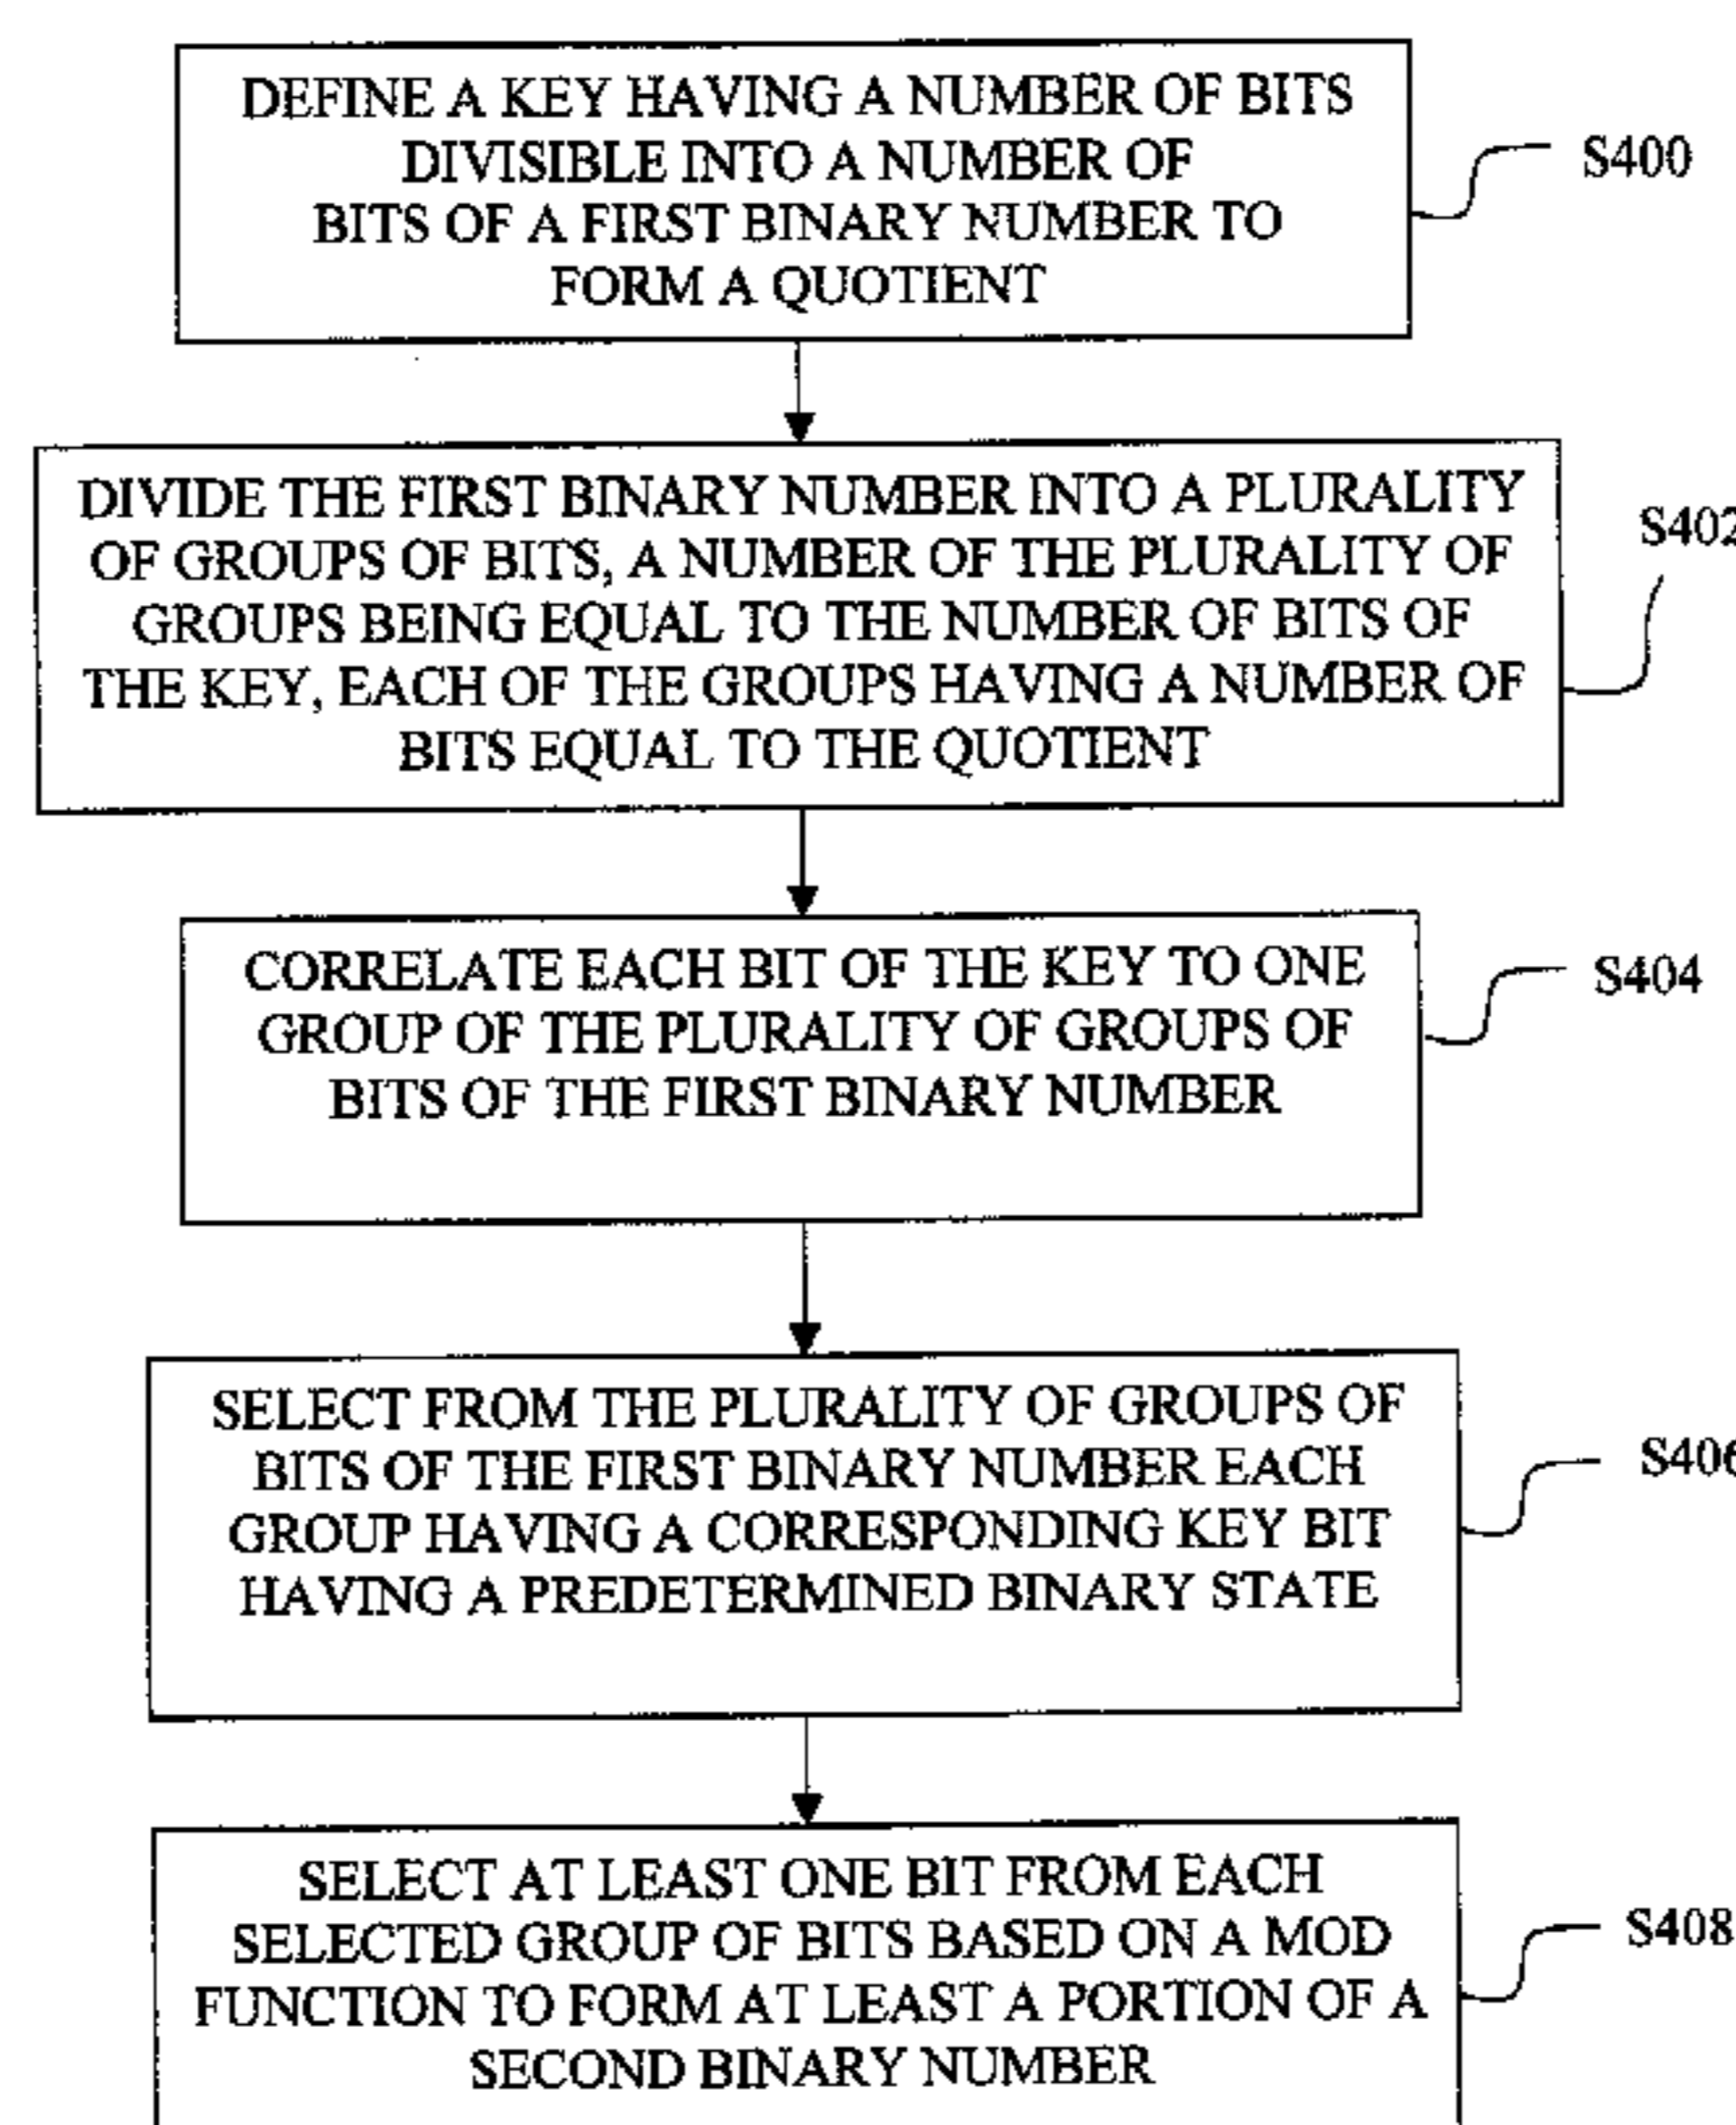 DEFINE A KEY HAVING A NUMBER OF BITS
DIVISIBLE INTO A NUMBER OF
BITS OF A FIRST BINARY NUMBER TO
FORM A QUOTIENT
S400
DIVIDE THE FIRST BINARY NUMBER INTO A PLURALITY
OF GROUPS OF BITS, A NUMBER OF THE PLURALITY OF
GROUPS BEING EQUAL TO THE NUMBER OF BITS OF
THE KEY, EACH OF THE GROUPS HAVING A NUMBER OF
BITS EQUAL TO THE QUOTIENT
S402
CORRELATE EACH BIT OF THE KEY TO ONE
GROUP OF THE PLURALITY OF GROUPS OF
BITS OF THE FIRST BINARY NUMBER
S404
SELECT FROM THE PLURALITY OF GROUPS OF
BITS OF THE FIRST BINARY NUMBER EACH
GROUP HAVING A CORRESPONDING KEY BIT
HAVING A PREDETERMINED BINARY STATE
S406
SELECT AT LEAST ONE BIT FROM EACH
SELECTED GROUP OF BITS BASED ON A MOD
FUNCTION TO FORM AT LEAST A PORTION OF A
SECOND BINARY NUMBER
S408